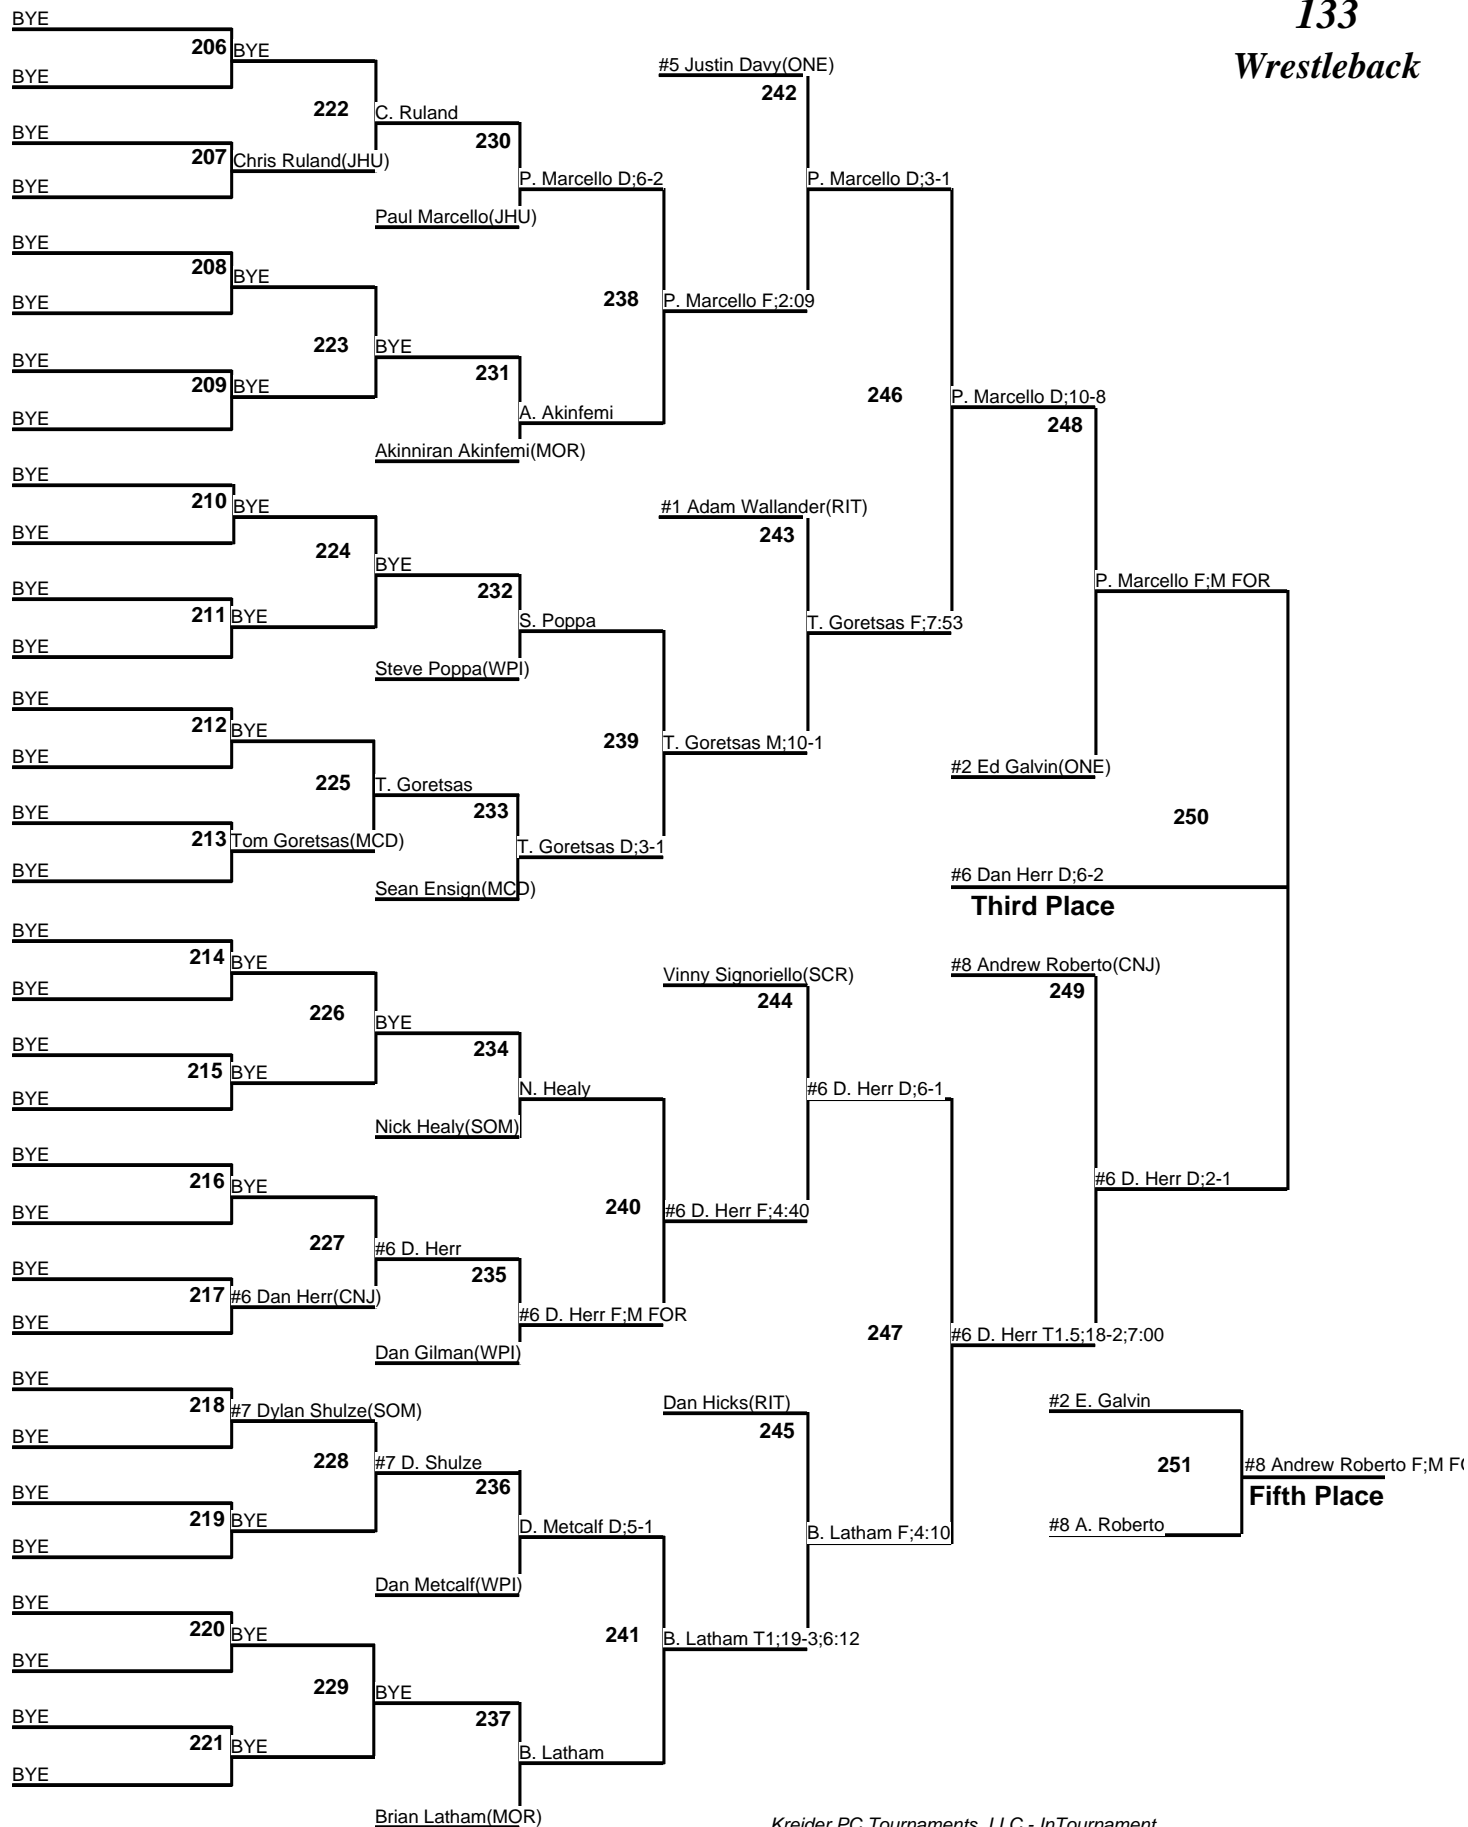 133
Wrestleback
BYE
206 BYE
BYE
#5 Justin Davy(ONE)
242
222
C. Ruland
230
BYE
207 Chris Ruland(JHU)
BYE
P. Marcello D;6-2
P. Marcello D;3-1
Paul Marcello(JHU)
BYE
208 BYE
BYE
238
P. Marcello F;2:09
223
BYE
231
BYE
209 BYE
BYE
246
P. Marcello D;10-8
248
A. Akinfemi
Akinniran Akinfemi(MOR)
BYE
210 BYE
BYE
#1 Adam Wallander(RIT)
243
224
BYE
232
P. Marcello F;M FOR
BYE
211 BYE
BYE
S. Poppa
T. Goretsas F;7:53
Steve Poppa(WPI)
BYE
212 BYE
BYE
239
T. Goretsas M;10-1
#2 Ed Galvin(ONE)
225
T. Goretsas
233
250
BYE
213 Tom Goretsas(MCD)
BYE
T. Goretsas D;3-1
Sean Ensign(MCD)
#6 Dan Herr D;6-2
Third Place
BYE
214 BYE
BYE
Vinny Signoriello(SCR)
244
#8 Andrew Roberto(CNJ)
249
226
BYE
234
BYE
215 BYE
BYE
N. Healy
#6 D. Herr D;6-1
Nick Healy(SOM)
BYE
216 BYE
BYE
#6 D. Herr D;2-1
240
#6 D. Herr F;4:40
227
#6 D. Herr
235
BYE
217 #6 Dan Herr(CNJ)
BYE
#6 D. Herr F;M FOR
247
#6 D. Herr T1.5;18-2;7:00
Dan Gilman(WPI)
BYE
218 #7 Dylan Shulze(SOM)
BYE
Dan Hicks(RIT)
245
#2 E. Galvin
228
#7 D. Shulze
236
251
#8 Andrew Roberto F;M
Fifth Place
BYE
219 BYE
BYE
D. Metcalf D;5-1
B. Latham F;4:10
#8 A. Roberto
Dan Metcalf(WPI)
BYE
220 BYE
BYE
241
B. Latham T1;19-3;6:12
229
BYE
237
BYE
221 BYE
BYE
B. Latham
Brian Latham(MOR)
Kreider PC Tournaments, LLC - InTournament